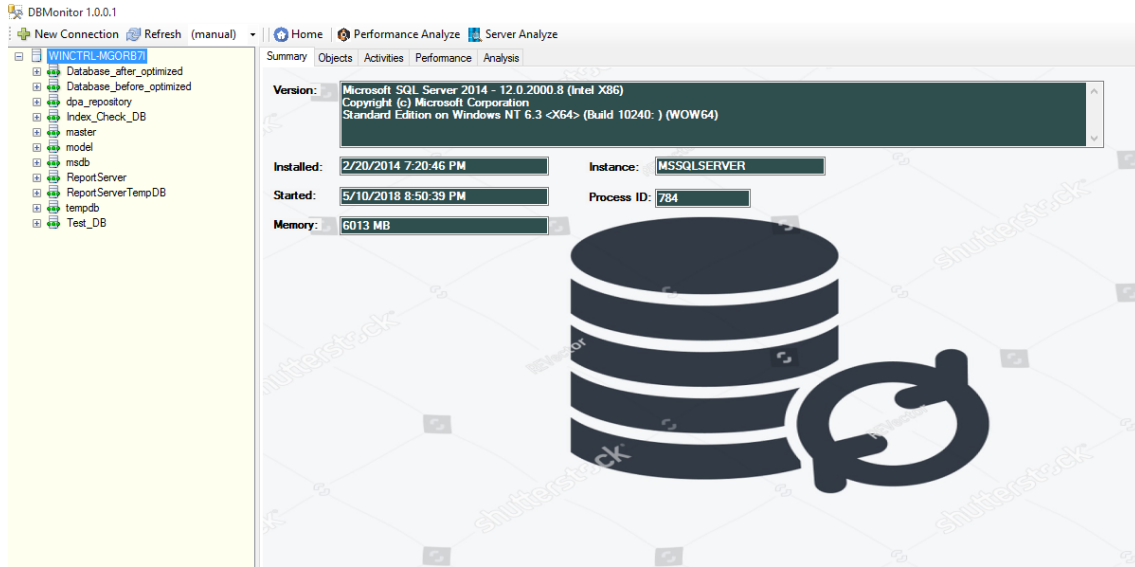 DBMonitor 1.0.0.1
New Connection Refresh (manual) Home Performance Analyze Server Analyze
WINCTRL-MGORB7I
Database_after_optimized
Database_before_optimized
dpa_repository
Index_Check_DB
master
model
msdb
ReportServer
ReportServerTempDB
tempdb
Test_DB
Summary Objects Activities Performance Analysis
Version: Microsoft SQL Server 2014 - 12.0.2000.8 (Intel X86)
Copyright (c) Microsoft Corporation
Standard Edition on Windows NT 6.3 <X64> (Build 10240: ) (WOW64)
Installed: 2/20/2014 7:20:46 PM Instance: MSSQLSERVER
Started: 5/10/2018 8:50:39 PM Process ID: 784
Memory: 6013 MB
shutterstock
shutterstock
shutterstock
shutterstock